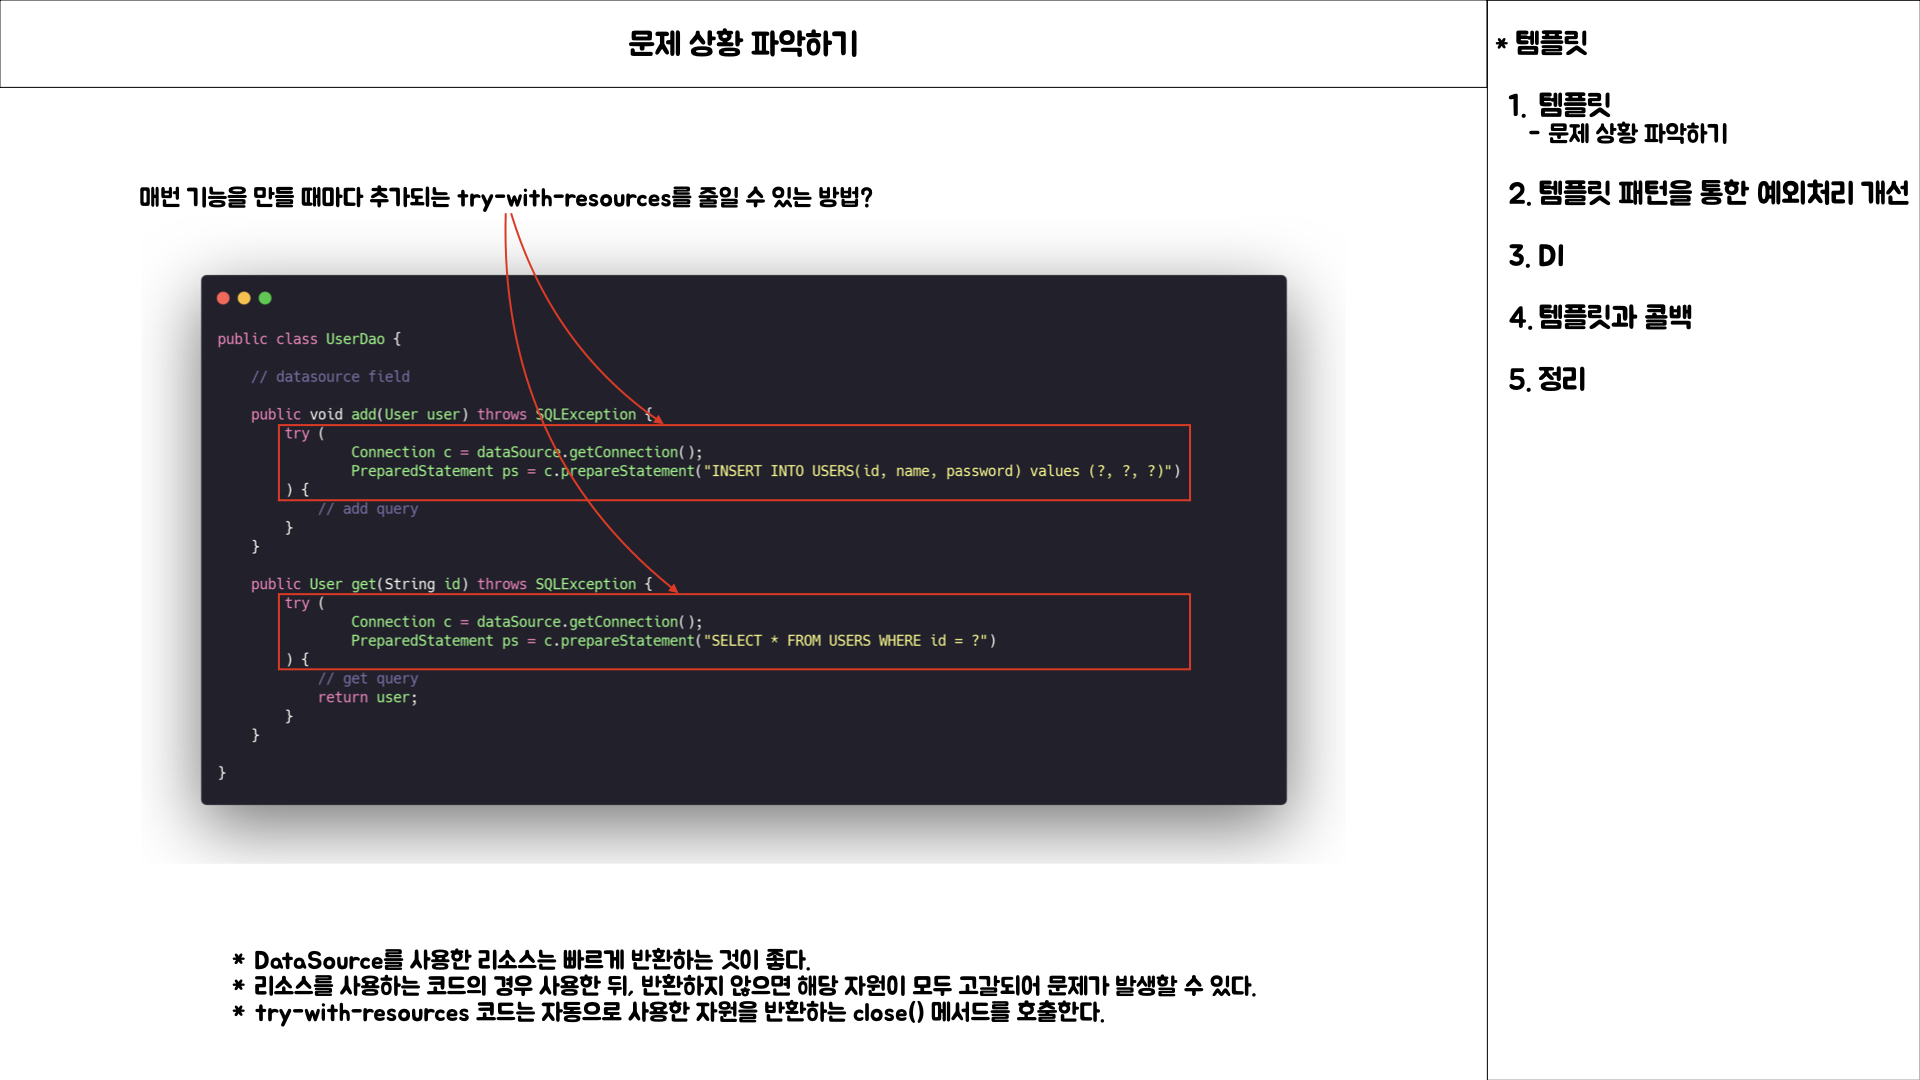 문제 상황 파악하기
매번 기능을 만들 때마다 추가되는 try-with-resources를 줄일 수 있는 방법?
public class UserDao {
// datasource field
public void add(User user) throws SQLException {
try (
Connection c = dataSource.getConnection();
PreparedStatement ps = c.prepareStatement("INSERT INTO USERS(id, name, password) values (?, ?, ?)")
) {
// add query
}
}
public User get(String id) throws SQLException {
try (
Connection c = dataSource.getConnection();
PreparedStatement ps = c.prepareStatement("SELECT * FROM USERS WHERE id = ?")
) {
// get query
return user;
}
}
}
* DataSource를 사용한 리소스는 빠르게 반환하는 것이 좋다.
* 리소스를 사용하는 코드의 경우 사용한 뒤, 반환하지 않으면 해당 자원이 모두 고갈되어 문제가 발생할 수 있다.
* try-with-resources 코드는 자동으로 사용한 자원을 반환하는 close() 메서드를 호출한다.
* 템플릿
1. 템플릿
- 문제 상황 파악하기
2. 템플릿 패턴을 통한 예외처리 개선
3. DI
4. 템플릿과 콜백
5. 정리